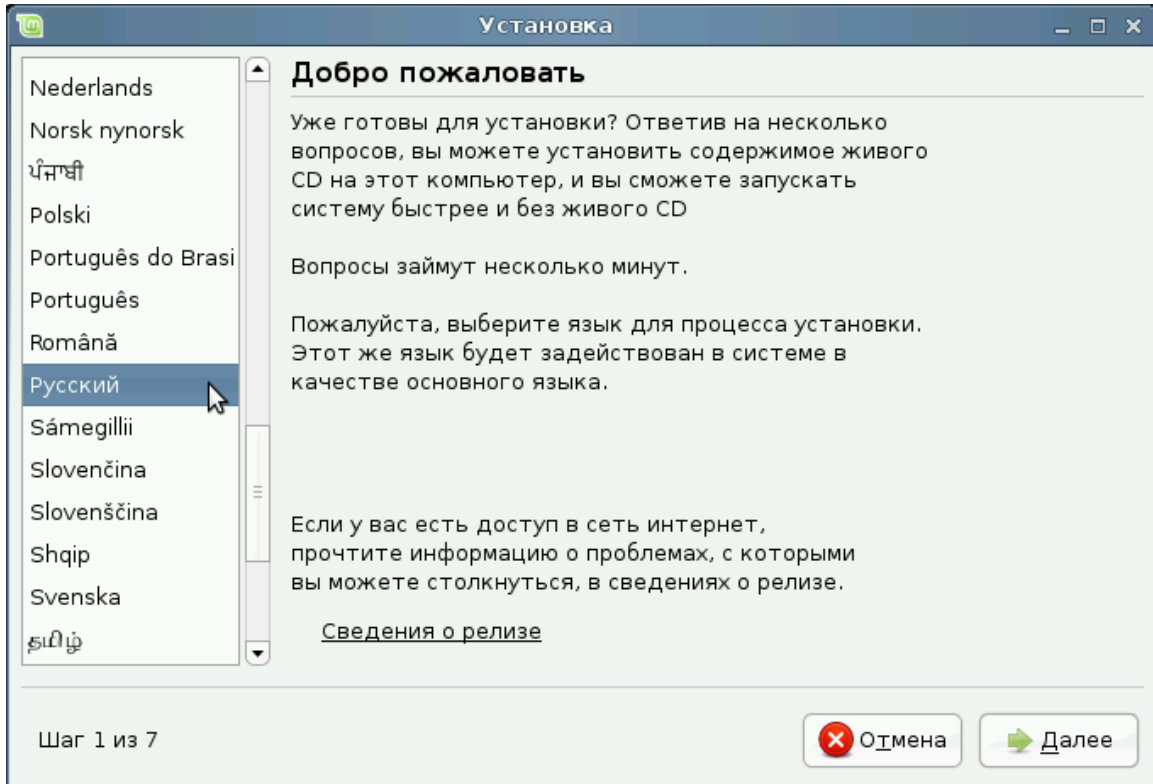 Установка
Nederlands
Norsk nynorsk
ਪੰਜਾਬੀ
Polski
Português do Brasi
Português
Română
Русский
Sámegillii
Slovenčina
Slovenščina
Shqip
Svenska
தமிழ்
Добро пожаловать
Уже готовы для установки? Ответив на несколько
вопросов, вы можете установить содержимое живого
CD на этот компьютер, и вы сможете запускать
систему быстрее и без живого CD
Вопросы займут несколько минут.
Пожалуйста, выберите язык для процесса установки.
Этот же язык будет задействован в системе в
качестве основного языка.
Если у вас есть доступ в сеть интернет,
прочтите информацию о проблемах, с которыми
вы можете столкнуться, в сведениях о релизе.
Сведения о релизе
Шаг 1 из 7
Отмена
Далее